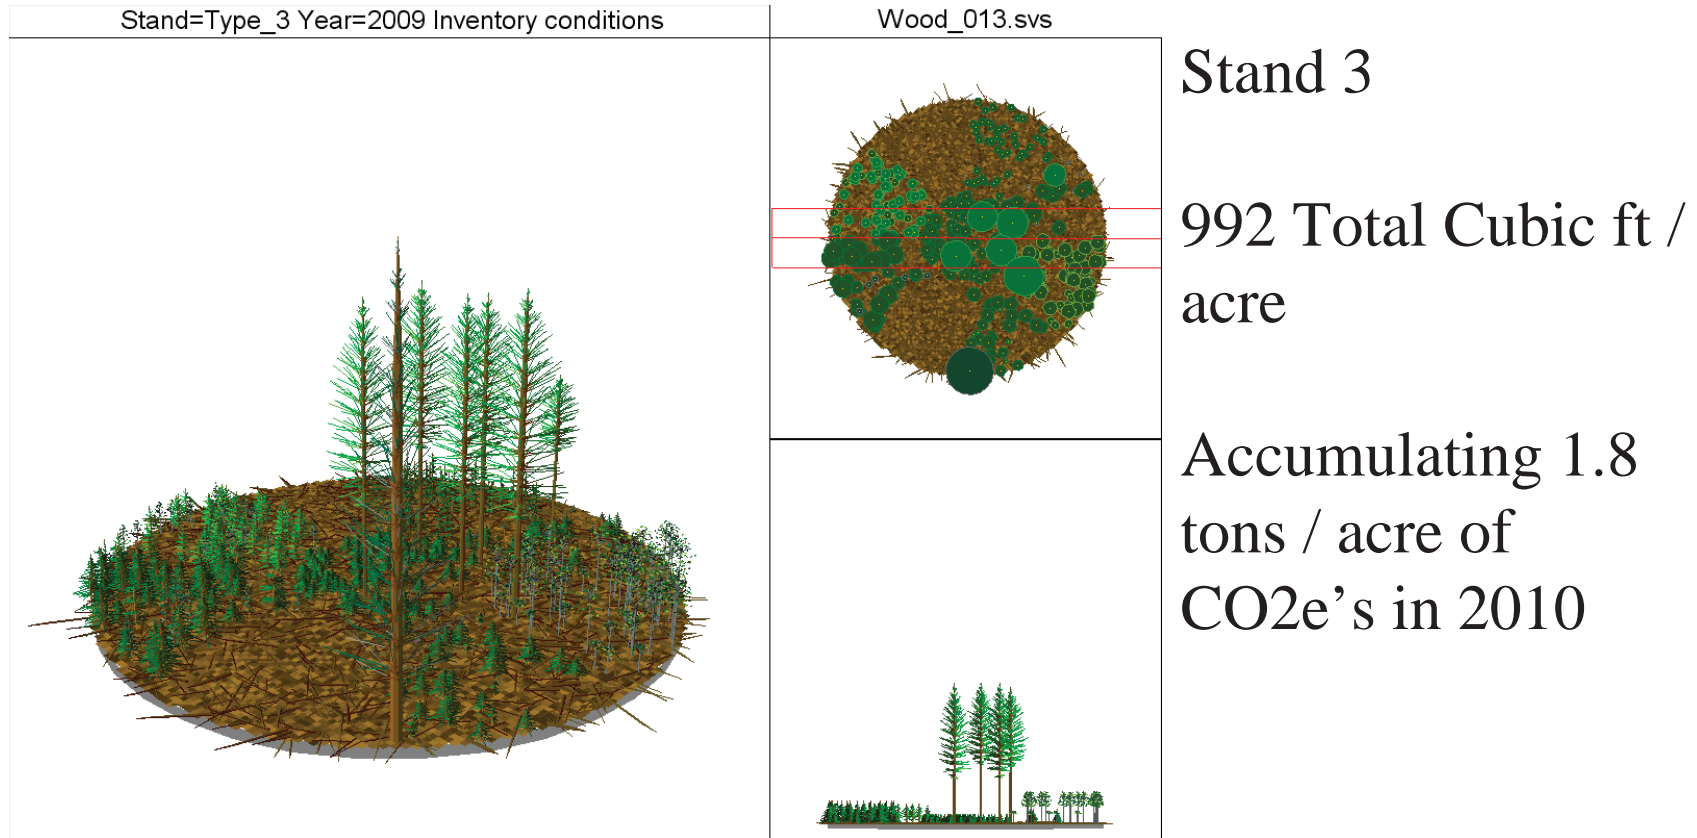 Stand=Type_3 Year=2009 Inventory conditions
Wood_013.svs
Stand 3
992 Total Cubic ft /
acre
Accumulating 1.8
tons / acre of
CO2e’s in 2010